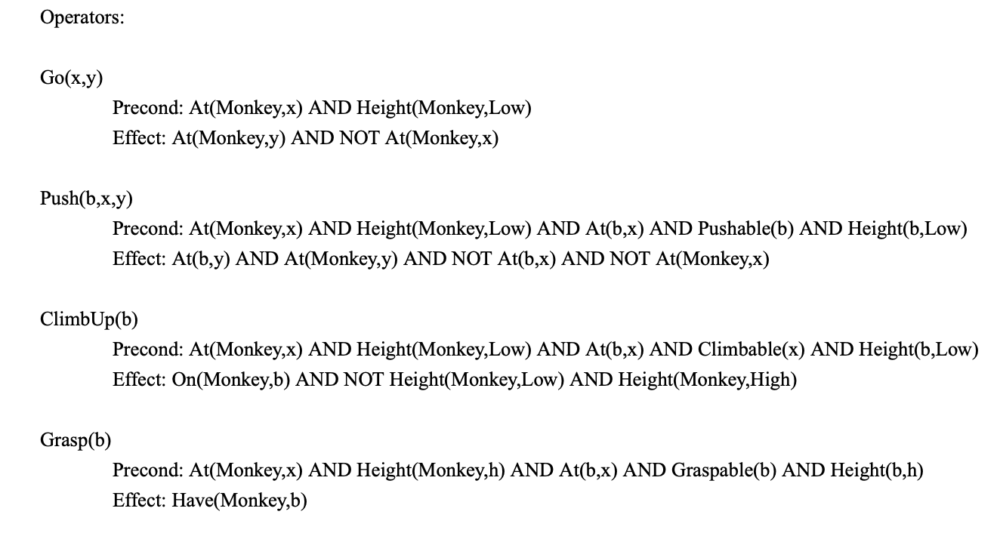 Operators:
Go(x,y)
Precond: At(Monkey,x) AND Height(Monkey,Low)
Effect: At(Monkey,y) AND NOT At(Monkey,x)
Push(b,x,y)
Precond: At(Monkey,x) AND Height(Monkey,Low) AND At(b,x) AND Pushable(b) AND Height(b,Low)
Effect: At(b,y) AND At(Monkey,y) AND NOT At(b,x) AND NOT At(Monkey,x)
ClimbUp(b)
Precond: At(Monkey,x) AND Height(Monkey,Low) AND At(b,x) AND Climbable(x) AND Height(b,Low)
Effect: On(Monkey,b) AND NOT Height(Monkey,Low) AND Height(Monkey,High)
Grasp(b)
Precond: At(Monkey,x) AND Height(Monkey,h) AND At(b,x) AND Graspable(b) AND Height(b,h)
Effect: Have(Monkey,b)